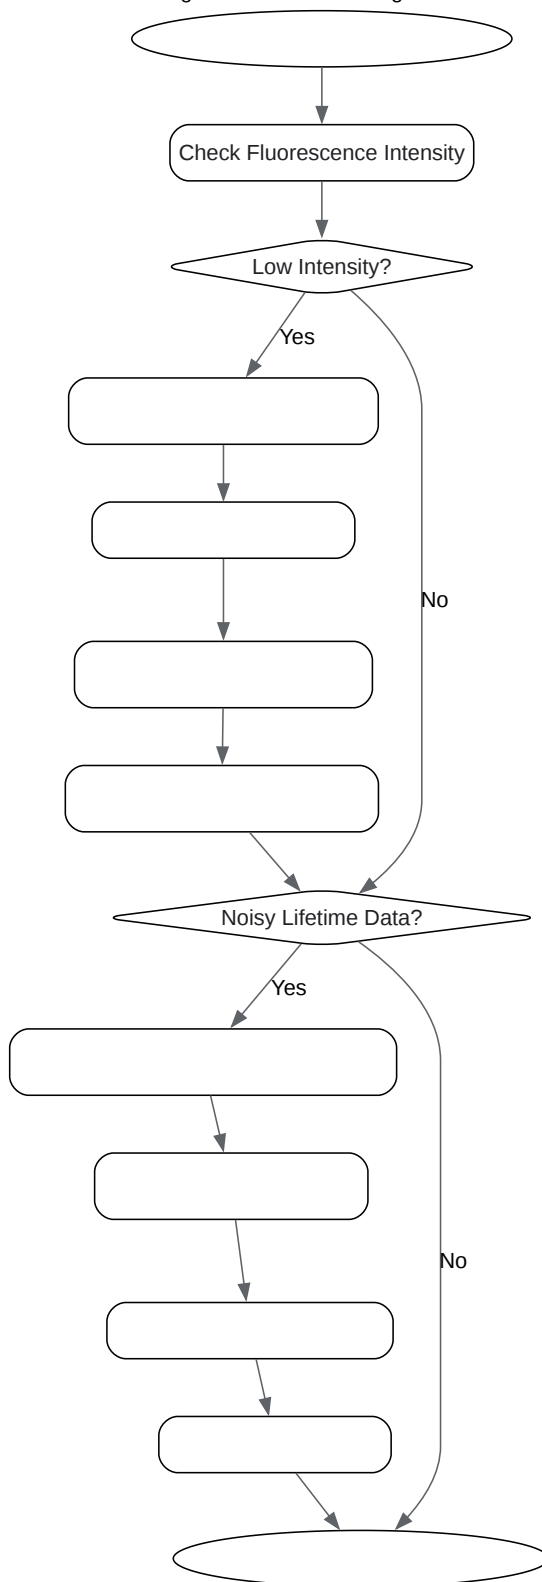 Check Fluorescence Intensity
Low Intensity?
Yes
No
Noisy Lifetime Data?
Yes
No